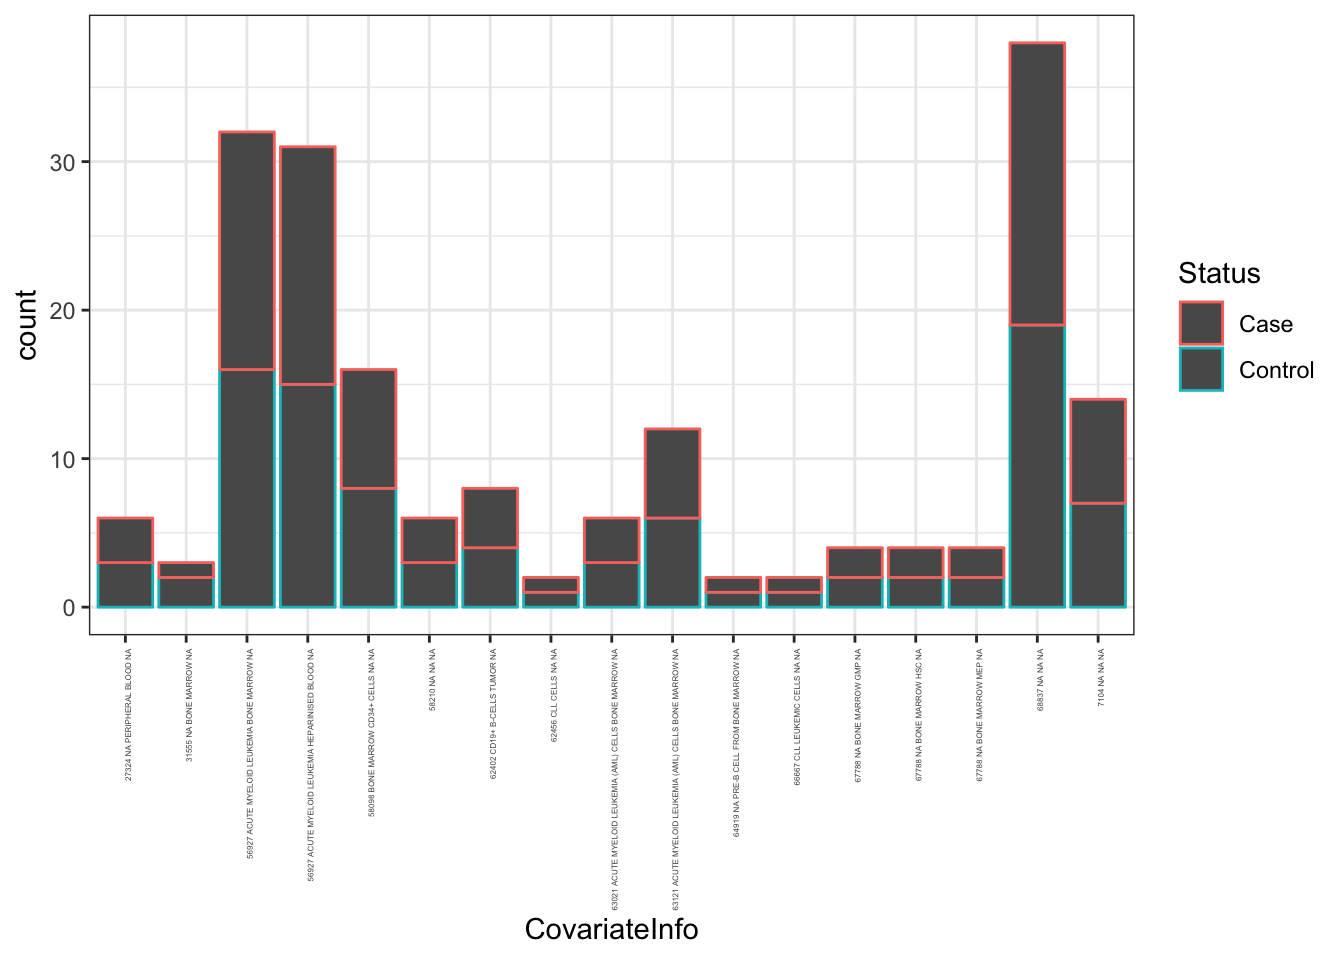 count
30
20
10
0
27324 NA PERIPHERAL BLOOD NA
31555 NA BONE MARROW NA
56927 ACUTE MYELOID LEUKEMIA BONE MARROW NA
56927 ACUTE MYELOID LEUKEMIA HEPARINISED BLOOD NA
58098 BONE MARROW CD34+ CELLS NA NA
58210 NA NA NA
62402 CD19+ B-CELLS TUMOR NA
62456 CLL CELLS NA NA
63021 ACUTE MYELOID LEUKEMIA (AML) CELLS BONE MARROW NA
63121 ACUTE MYELOID LEUKEMIA (AML) CELLS BONE MARROW NA
64919 NA PRE-B CELL FROM BONE MARROW NA
66667 CLL LEUKEMIC CELLS NA NA
67788 NA BONE MARROW GMP NA
67788 NA BONE MARROW HSC NA
67788 NA BONE MARROW MEP NA
68837 NA NA NA
7104 NA NA NA
CovariateInfo
Status
Case
Control